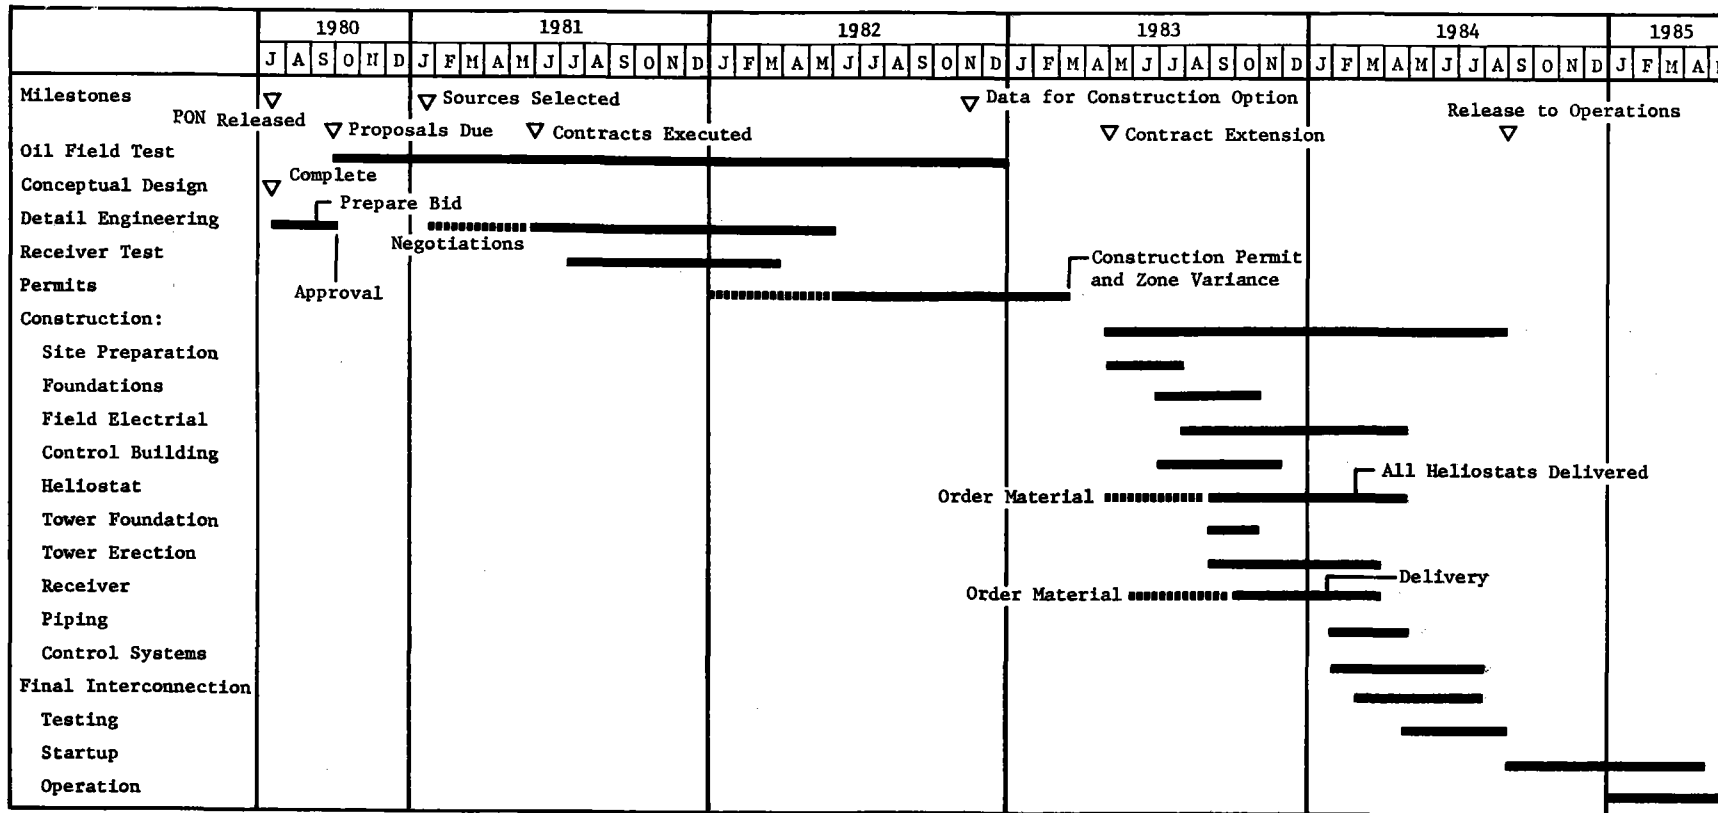 1980 1981 1982 1983 1984 1985
J A S O N D J F M A M J J A S O N D J F M A M J J A S O N D J F M A M J J A S O N D J F M A M J J A S O N D J F M A
Milestones
Sources Selected
Data for Construction Option
Release to Operations
PON Released
Proposals Due
Contracts Executed
Contract Extension
Oil Field Test
Complete
Conceptual Design
Prepare Bid
Detail Engineering
Negotiations
Receiver Test
Construction Permit
and Zone Variance
Permits
Approval
Construction:
Site Preparation
Foundations
Field Electrial
Control Building
All Heliostats Delivered
Heliostat
Order Material
Tower Foundation
Tower Erection
Receiver
Order Material
Delivery
Piping
Control Systems
Final Interconnection
Testing
Startup
Operation